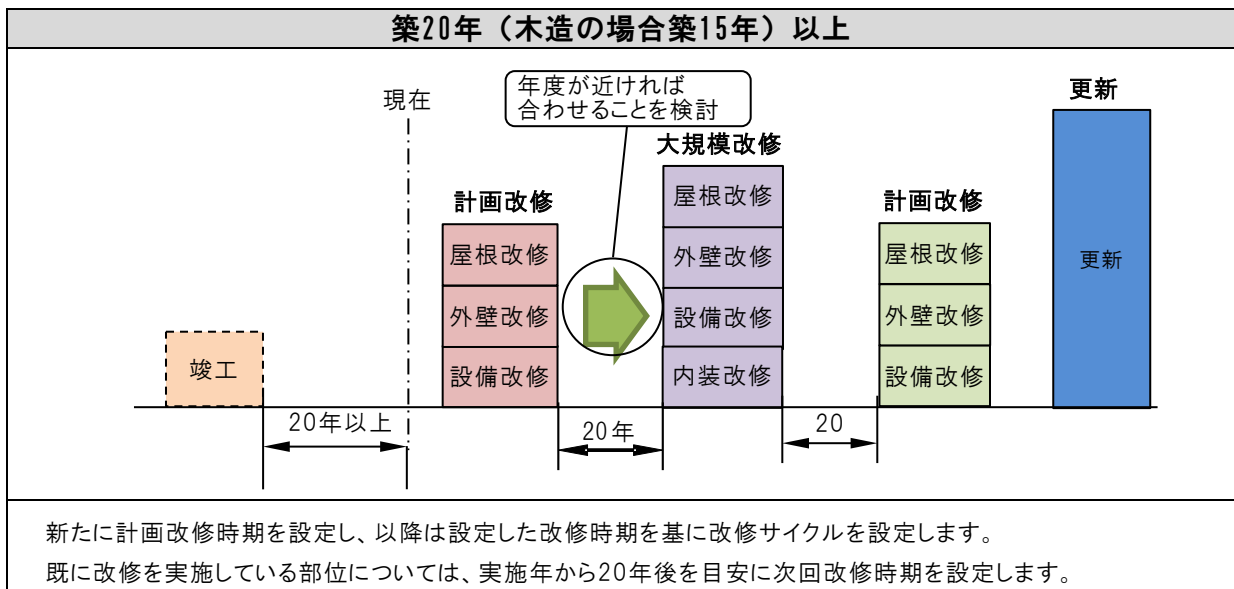 築20年（木造の場合築15年）以上
現在
年度が近ければ
合わせることを検討
更新
大規模改修
計画改修
計画改修
屋根改修
屋根改修
外壁改修
屋根改修
更新
外壁改修
設備改修
外壁改修
竣工
設備改修
内装改修
設備改修
20年以上
20年
20
新たに計画改修時期を設定し、以降は設定した改修時期を基に改修サイクルを設定します。
既に改修を実施している部位については、実施年から20年後を目安に次回改修時期を設定します。